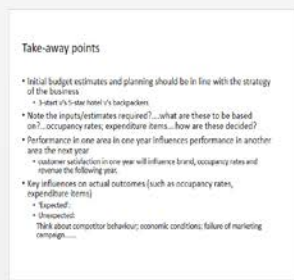 Take-away points
• Initial budget estimates and planning should be in line with the strategy
of the business
• 3-start v's 5-star hotel v's backpackers
• Note the inputs/estimates required?....what are these to be based
on?...occupancy rates; expenditure items....how are these decided?
• Performance in one area in one year influences performance in another
area the next year
• customer satisfaction in one year will influence brand, occupancy rates and
revenue the following year.
• Key influences on actual outcomes (such as occupancy rates,
expenditure items)
• 'Expected':
• Unexpected:
Think about competitor behaviour; economic conditions; failure of marketing
campaign......